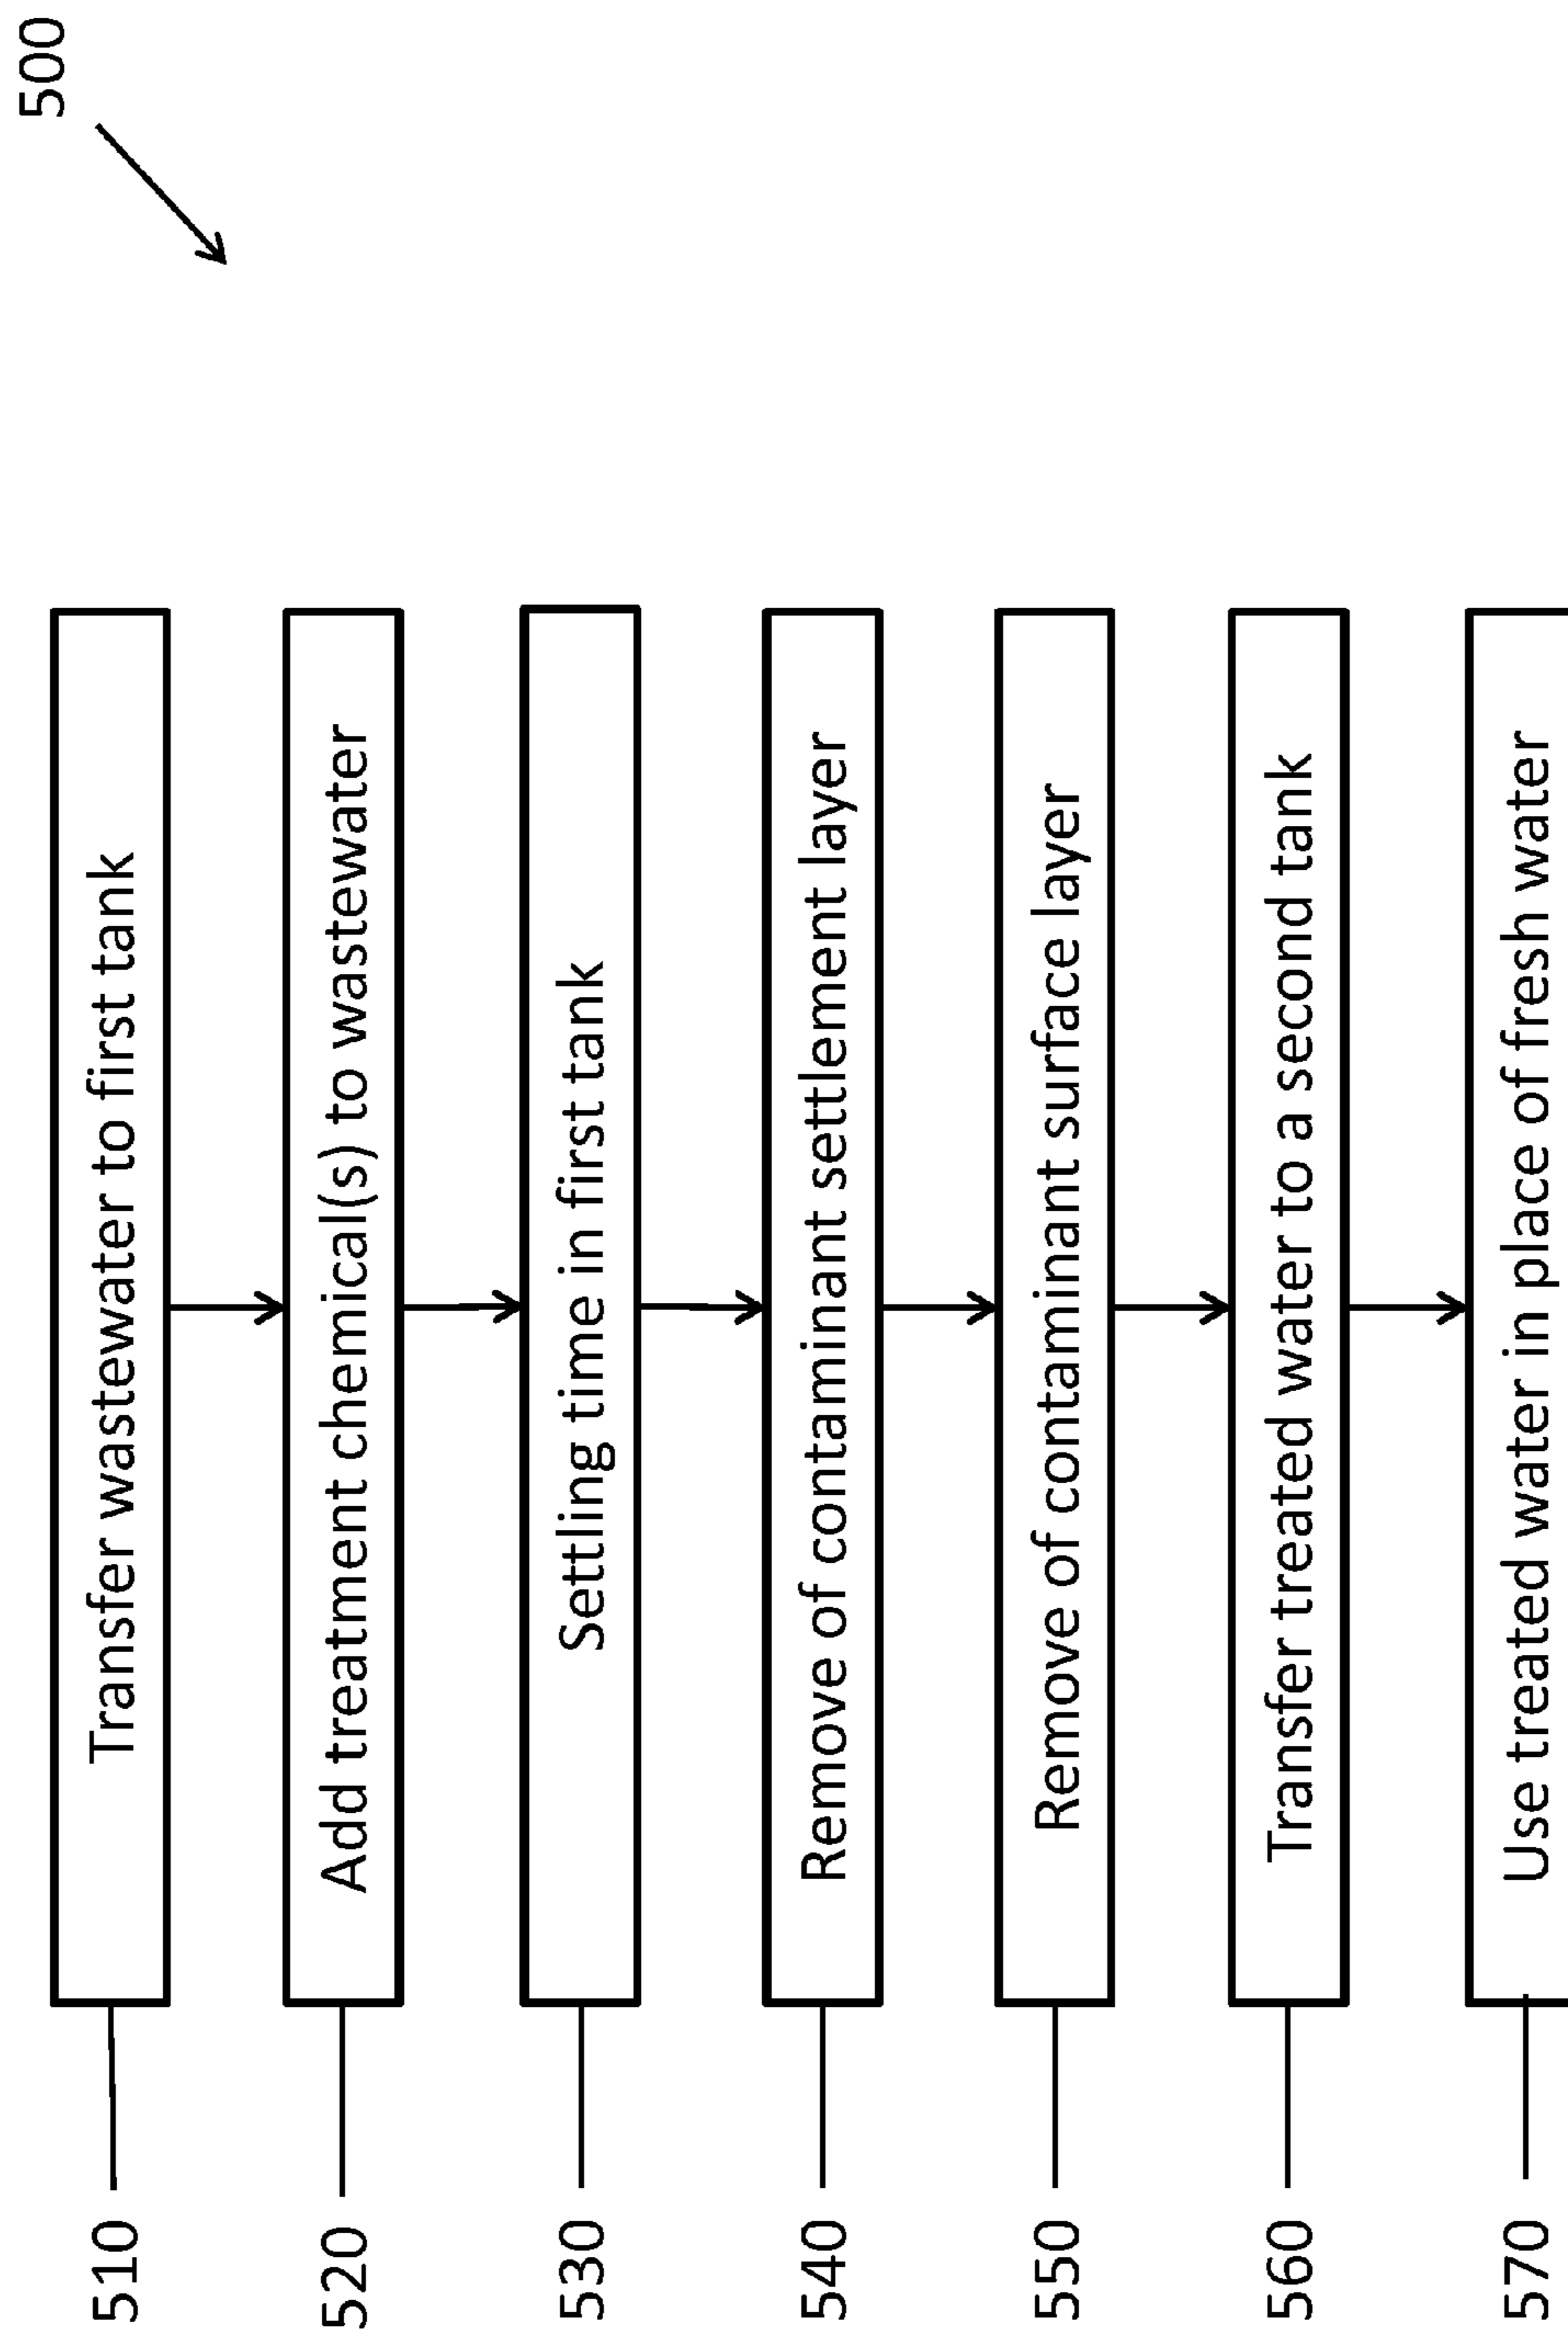 500
510 Transfer wastewater to first tank
520 Add treatment chemical(s) to wastewater
530 Settling time in first tank
540 Remove of contaminant settlement layer
550 Remove of contaminant surface layer
560 Transfer treated water to a second tank
570 Use treated water in place of fresh water